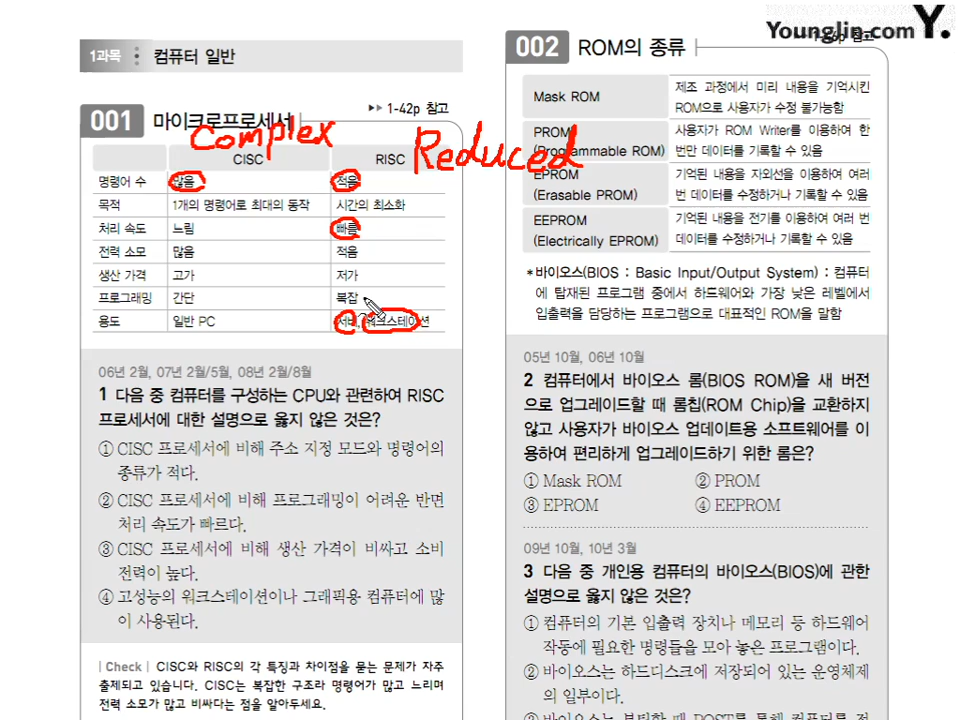 Younglin.com Y.
1과목 컴퓨터 일반
001 마이크로프로세서
▶▶ 1-42p 참고
Complex
Reduced
CISC RISC
명령어 수 많음 적음
목적 1개의 명령어로 최대의 동작 시간의 최소화
처리 속도 느림 빠름
전력 소모 많음 적음
생산 가격 고가 저가
프로그래밍 간단 복잡
용도 일반 PC 서버, 워크스테이션
06년 2월, 07년 2월/5월, 08년 2월/8월
1 다음 중 컴퓨터를 구성하는 CPU와 관련하여 RISC
프로세서에 대한 설명으로 옳지 않은 것은?
① CISC 프로세서에 비해 주소 지정 모드와 명령어의
종류가 적다.
② CISC 프로세서에 비해 프로그래밍이 어려운 반면
처리 속도가 빠르다.
③ CISC 프로세서에 비해 생산 가격이 비싸고 소비
전력이 높다.
④ 고성능의 워크스테이션이나 그래픽용 컴퓨터에 많
이 사용된다.
| Check | CISC와 RISC의 각 특징과 차이점을 묻는 문제가 자주
출제되고 있습니다. CISC는 복잡한 구조라 명령어가 많고 느리며
전력 소모가 많고 비싸다는 점을 알아두세요.
002 ROM의 종류
참고
Mask ROM 제조 과정에서 미리 내용을 기억시킨
ROM으로 사용자가 수정 불가능함
PROM 사용자가 ROM Writer를 이용하여 한
(Programmable ROM) 번만 데이터를 기록할 수 있음
EPROM 기억된 내용을 자외선을 이용하여 여러
(Erasable PROM) 번 데이터를 수정하거나 기록할 수 있음
EEPROM 기억된 내용을 전기를 이용하여 여러 번
(Electrically EPROM) 데이터를 수정하거나 기록할 수 있음
*바이오스(BIOS : Basic Input/Output System) : 컴퓨터
에 탑재된 프로그램 중에서 하드웨어와 가장 낮은 레벨에서
입출력을 담당하는 프로그램으로 대표적인 ROM을 말함
05년 10월, 06년 10월
2 컴퓨터에서 바이오스 롬(BIOS ROM)을 새 버전
으로 업그레이드할 때 롬칩(ROM Chip)을 교환하지
않고 사용자가 바이오스 업데이트용 소프트웨어를 이
용하여 편리하게 업그레이드하기 위한 롬은?
① Mask ROM ② PROM
③ EPROM ④ EEPROM
09년 10월, 10년 3월
3 다음 중 개인용 컴퓨터의 바이오스(BIOS)에 관한
설명으로 옳지 않은 것은?
① 컴퓨터의 기본 입출력 장치나 메모리 등 하드웨어
작동에 필요한 명령들을 모아 놓은 프로그램이다.
② 바이오스는 하드디스크에 저장되어 있는 운영체제
의 일부이다.